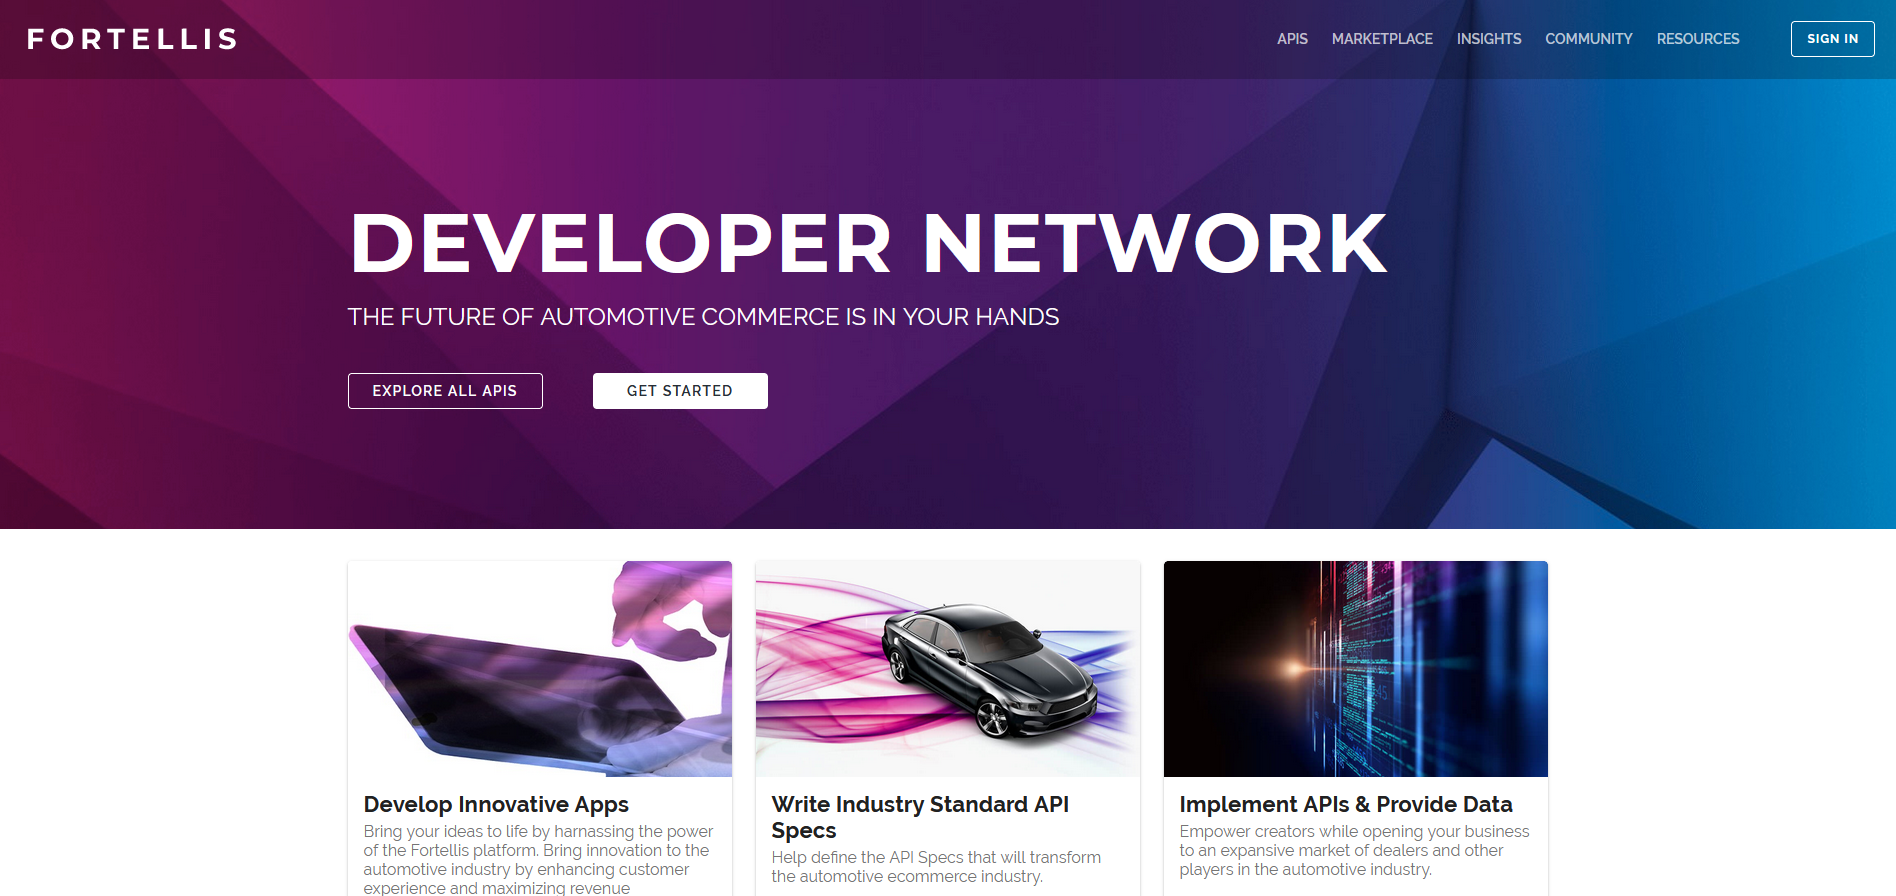 FORTELLIS
APIS MARKETPLACE INSIGHTS COMMUNITY RESOURCES SIGN IN
DEVELOPER NETWORK
THE FUTURE OF AUTOMOTIVE COMMERCE IS IN YOUR HANDS
EXPLORE ALL APIS GET STARTED
Develop Innovative Apps
Bring your ideas to life by harnassing the power
of the Fortellis platform. Bring innovation to the
automotive industry by enhancing customer
experience and maximizing revenue
Write Industry Standard API
Specs
Help define the API Specs that will transform
the automotive ecommerce industry.
Implement APIs & Provide Data
Empower creators while opening your business
to an expansive market of dealers and other
players in the automotive industry.